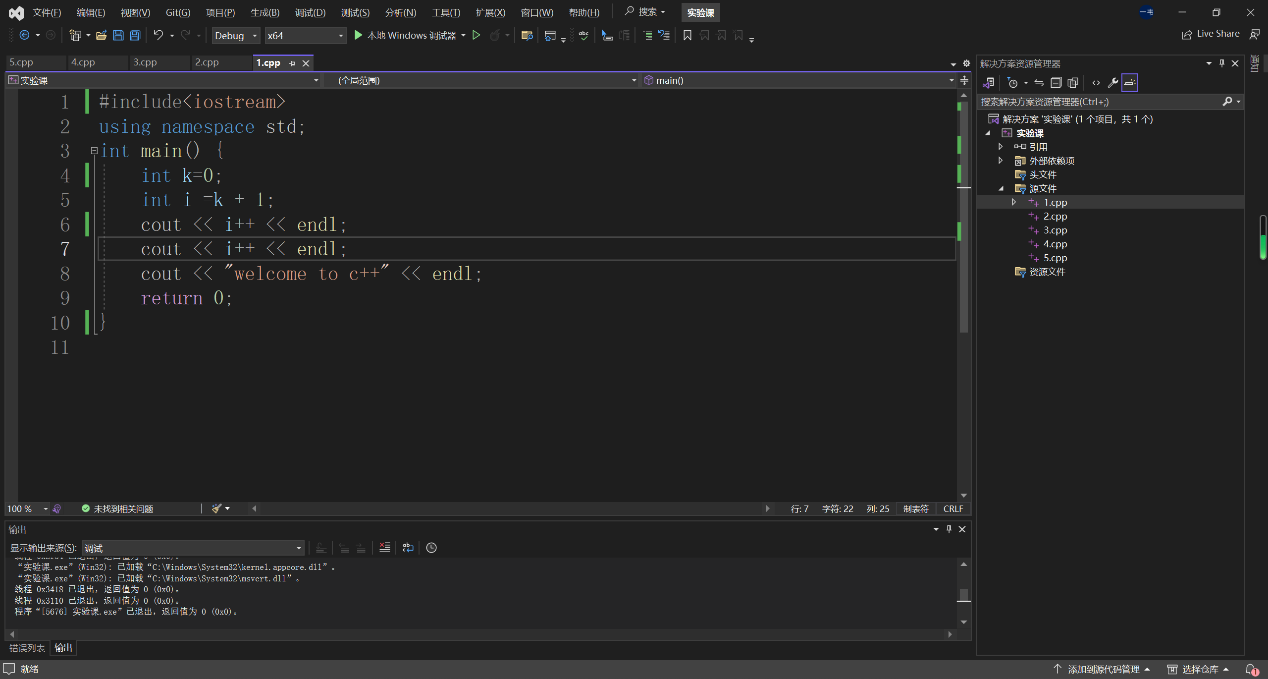 文件(F) 编辑(E) 视图(V) Git(G) 项目(P) 生成(B) 调试(D) 测试(S) 分析(N) 工具(T) 扩展(X) 窗口(W) 帮助(H) 搜索 实验课 一韦
Debug x64 本地 Windows 调试器 Live Share
5.cpp 4.cpp 3.cpp 2.cpp 1.cpp
实验课 (全局范围) main()
1 #include<iostream>
2 using namespace std;
3 int main() {
4 int k=0;
5 int i =k + 1;
6 cout << i++ << endl;
7 cout << i++ << endl;
8 cout << "welcome to c++" << endl;
9 return 0;
10 }
11
100 % 未找到相关问题 行: 7 字符: 22 列: 25 制表符 CRLF
输出
显示输出来源(S): 调试
“实验课.exe”(Win32): 已加载“C:\Windows\System32\kernel.appcore.dll”。
“实验课.exe”(Win32): 已加载“C:\Windows\System32\msvcrt.dll”。
线程 0x3418 已退出，返回值为 0 (0x0)。
线程 0x3110 已退出，返回值为 0 (0x0)。
程序“[5676] 实验课.exe”已退出，返回值为 0 (0x0)。
错误列表 输出
就绪 添加到源代码管理 选择仓库 1
解决方案资源管理器
搜索解决方案资源管理器(Ctrl+;)
解决方案 '实验课' (1 个项目，共 1 个)
实验课
引用
外部依赖项
头文件
源文件
1.cpp
2.cpp
3.cpp
4.cpp
5.cpp
资源文件